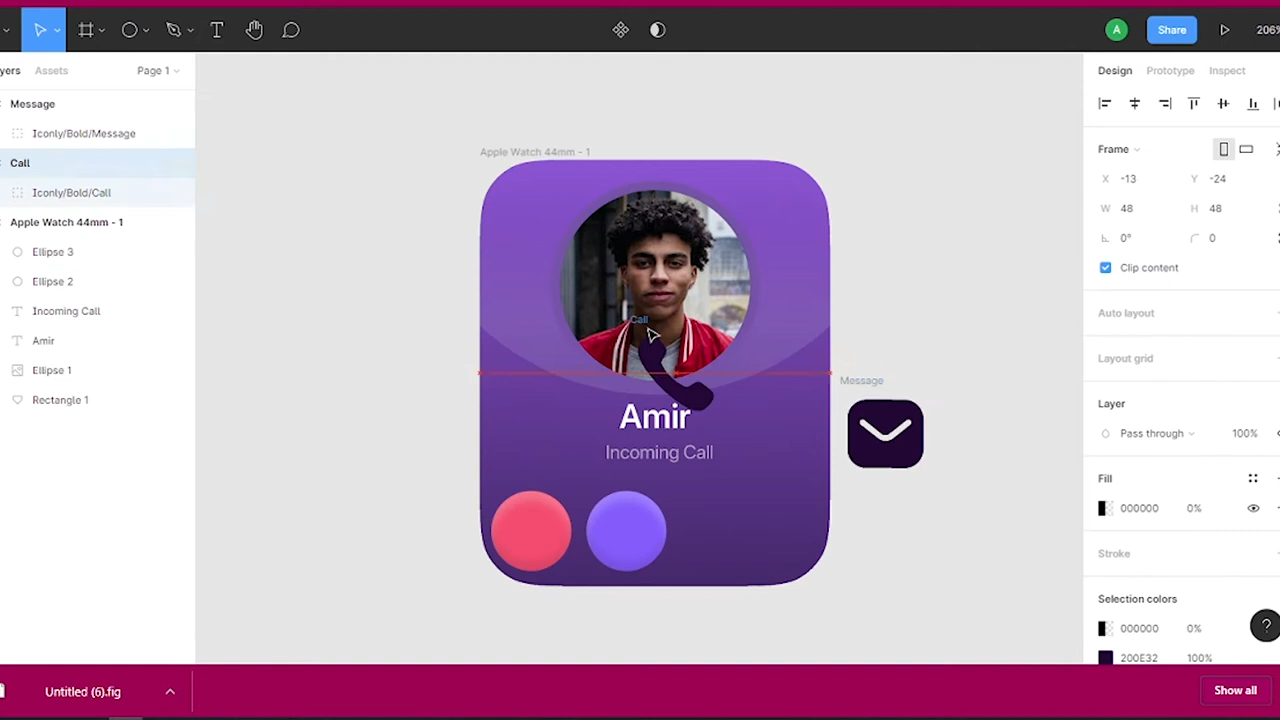 A
Share
206%
yers
Assets
Page 1
Design
Prototype
Inspect
Message
Iconly/Bold/Message
Call
Iconly/Bold/Call
Apple Watch 44mm - 1
Ellipse 3
Ellipse 2
Incoming Call
Amir
Ellipse 1
Rectangle 1
Apple Watch 44mm - 1
Call
Amir
Incoming Call
Message
Frame
X -13 Y -24
W 48 H 48
0° 0
Clip content
Auto layout
Layout grid
Layer
Pass through 100%
Fill
000000 0%
Stroke
Selection colors
000000 0%
200E32 100%
?
Untitled (6).fig
Show all